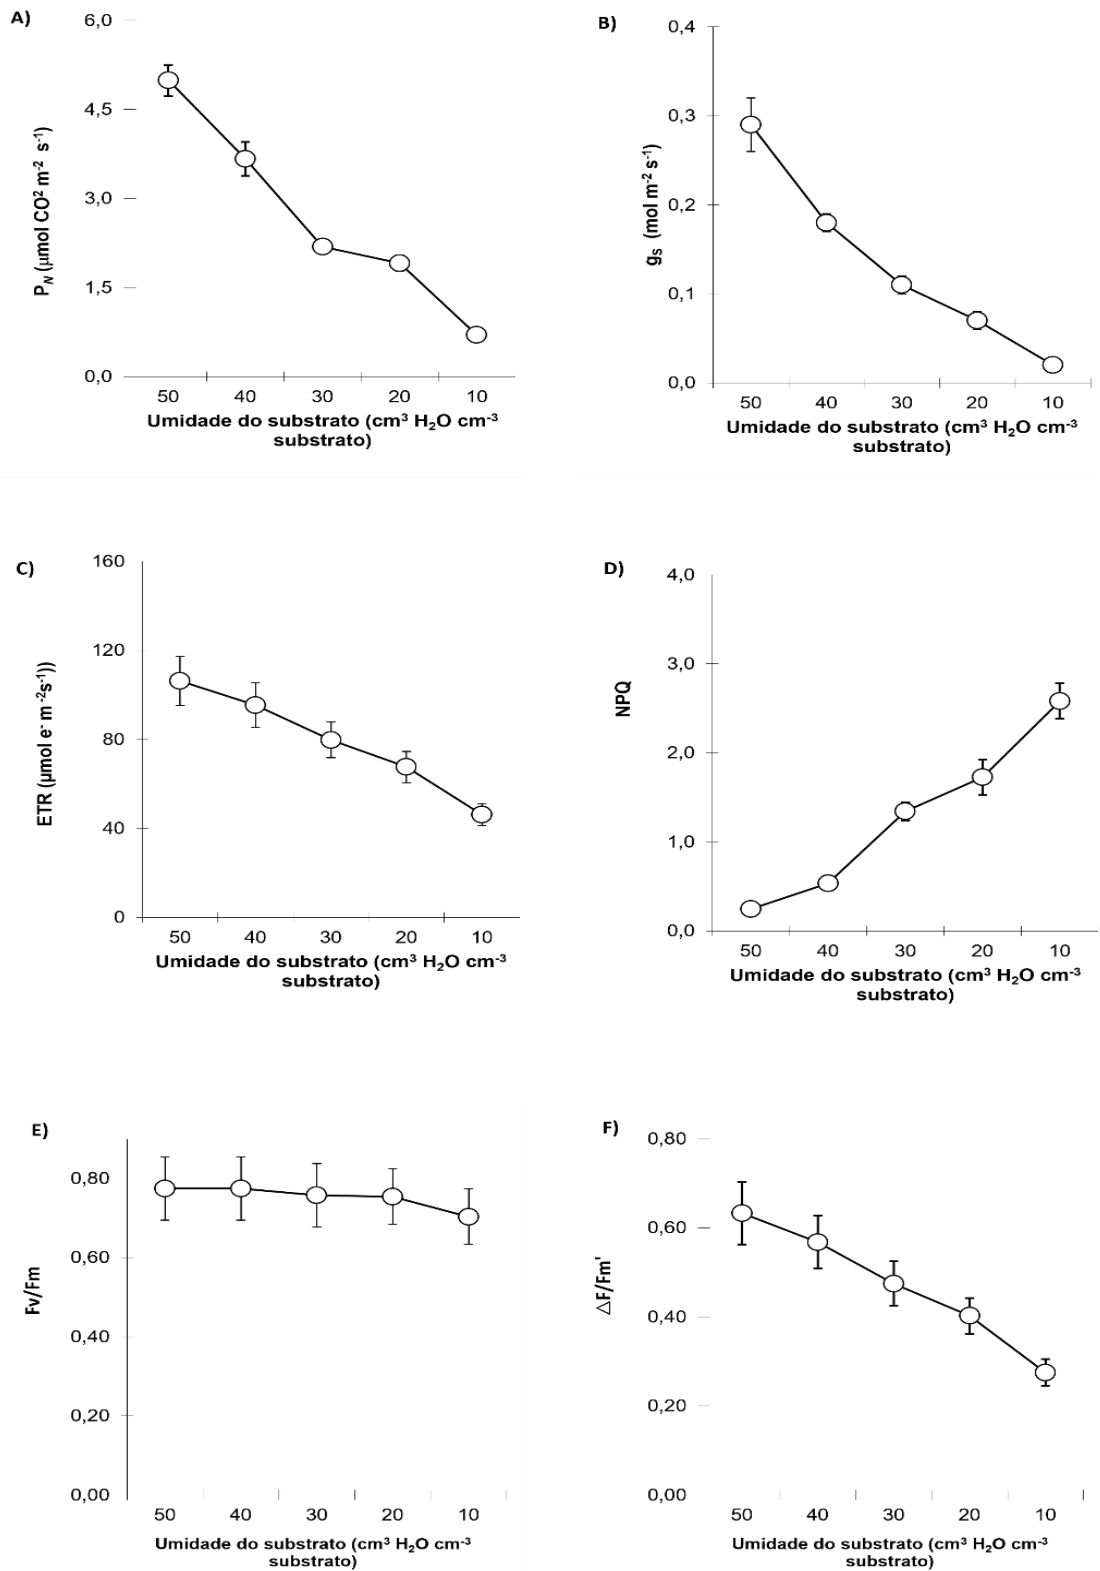 A)
6,0
4,5
3,0
1,5
0,0
P_N (µmol CO² m⁻² s⁻¹)
50 40 30 20 10
Umidade do substrato (cm³ H₂O cm⁻³
substrato)
B)
0,4
0,3
0,2
0,1
0,0
gₛ (mol m⁻² s⁻¹)
50 40 30 20 10
Umidade do substrato (cm³ H₂O cm⁻³
substrato)
C)
160
120
80
40
0
ETR (µmol e⁻ m⁻²s⁻¹))
50 40 30 20 10
Umidade do substrato (cm³ H₂O cm⁻³
substrato)
D)
4,0
3,0
2,0
1,0
0,0
NPQ
50 40 30 20 10
Umidade do substrato (cm³ H₂O cm⁻³
substrato)
E)
0,80
0,60
0,40
0,20
0,00
Fv/Fm
50 40 30 20 10
Umidade do substrato (cm³ H₂O cm⁻³
substrato)
F)
0,80
0,60
0,40
0,20
0,00
△F/Fm'
50 40 30 20 10
Umidade do substrato (cm³ H₂O cm⁻³
substrato)